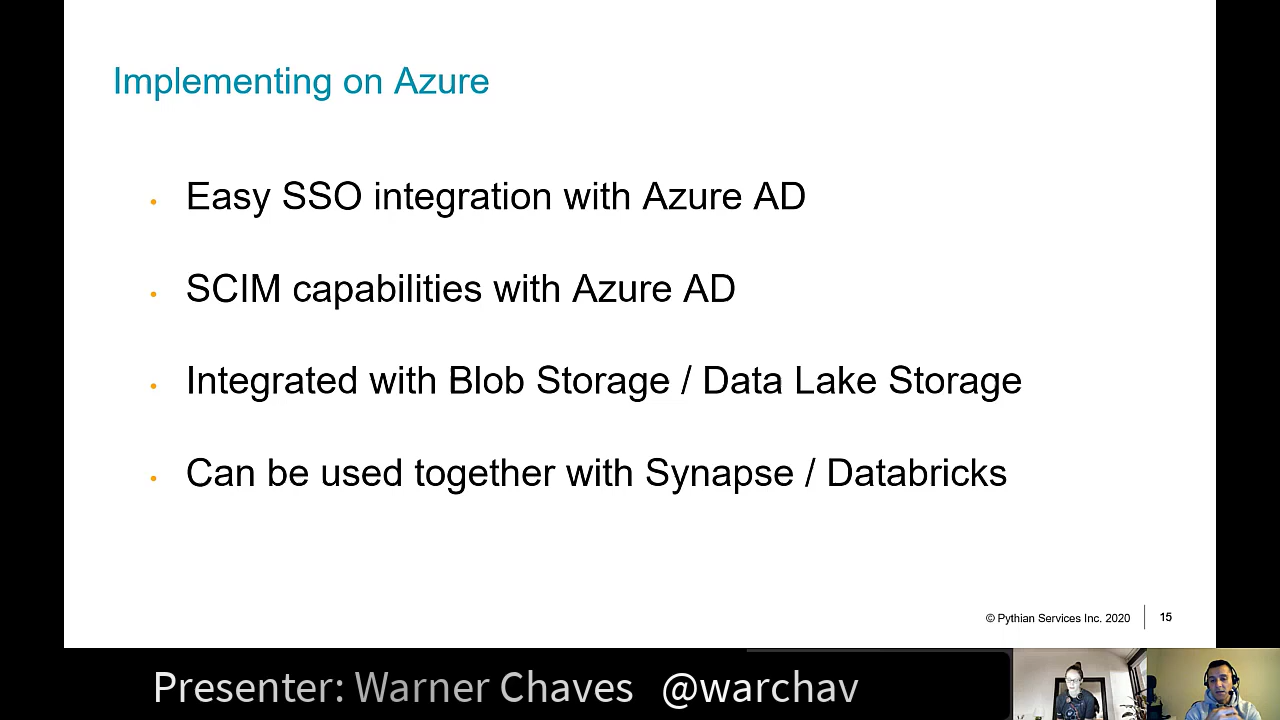 Implementing on Azure
• Easy SSO integration with Azure AD
• SCIM capabilities with Azure AD
• Integrated with Blob Storage / Data Lake Storage
• Can be used together with Synapse / Databricks
© Pythian Services Inc. 2020 15
Presenter: Warner Chaves @warchav